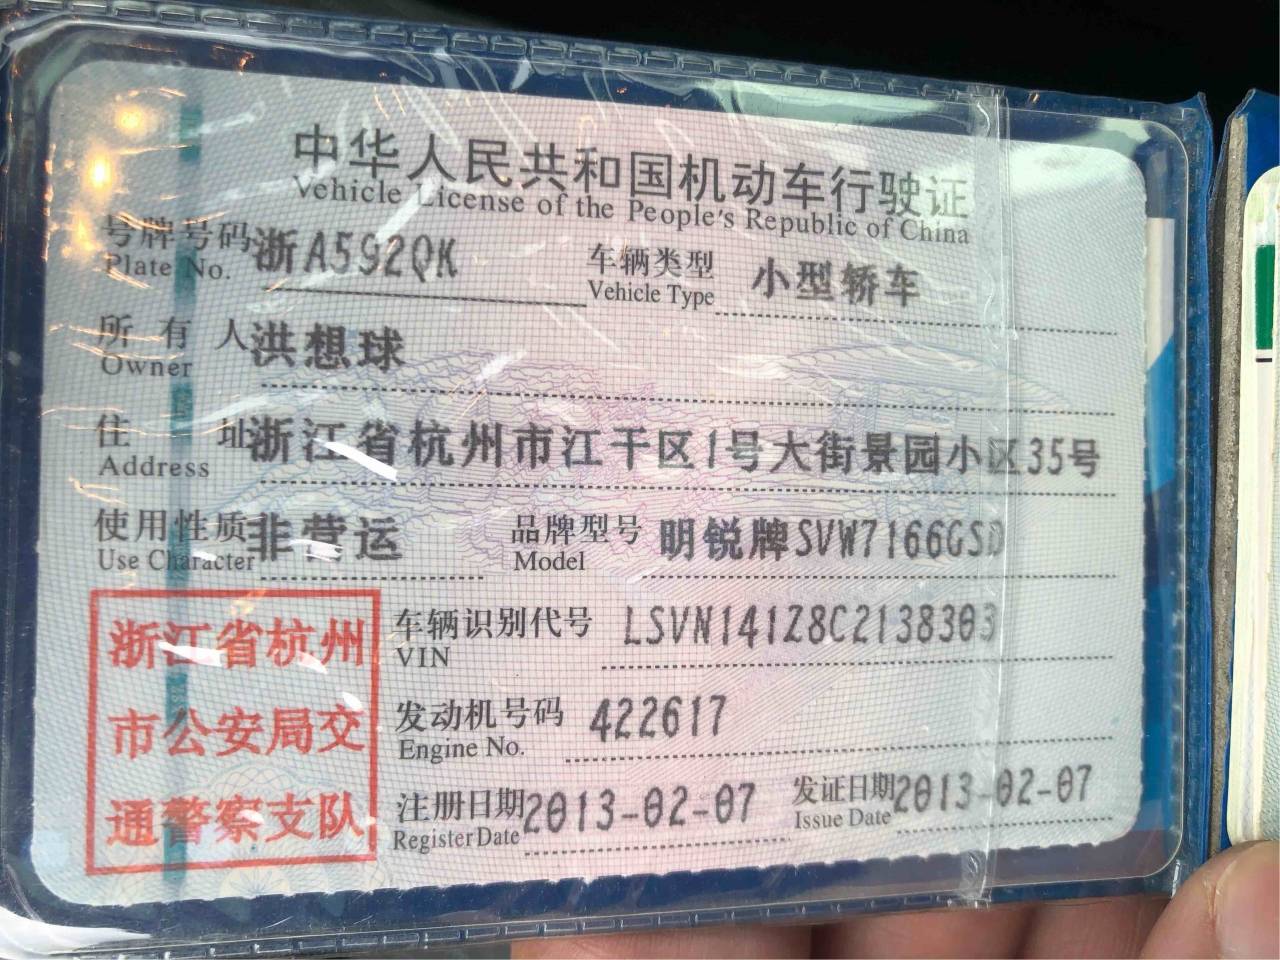 中华人民共和国机动车行驶证
Vehicle License of the People's Republic of China
号牌号码 浙A592QK 车辆类型 小型轿车
Plate No. Vehicle Type
所有人 洪想球
Owner
住址 浙江省杭州市江干区1号大街景园小区35号
Address
使用性质 非营运 品牌型号 明锐牌SVW7166GSD
Use Character Model
浙江省杭州
市公安局交
通警察支队
车辆识别代号 LSVN141Z8C2138303
VIN
发动机号码 422617
Engine No.
注册日期 2013-02-07 发证日期 2013-02-07
Register Date Issue Date